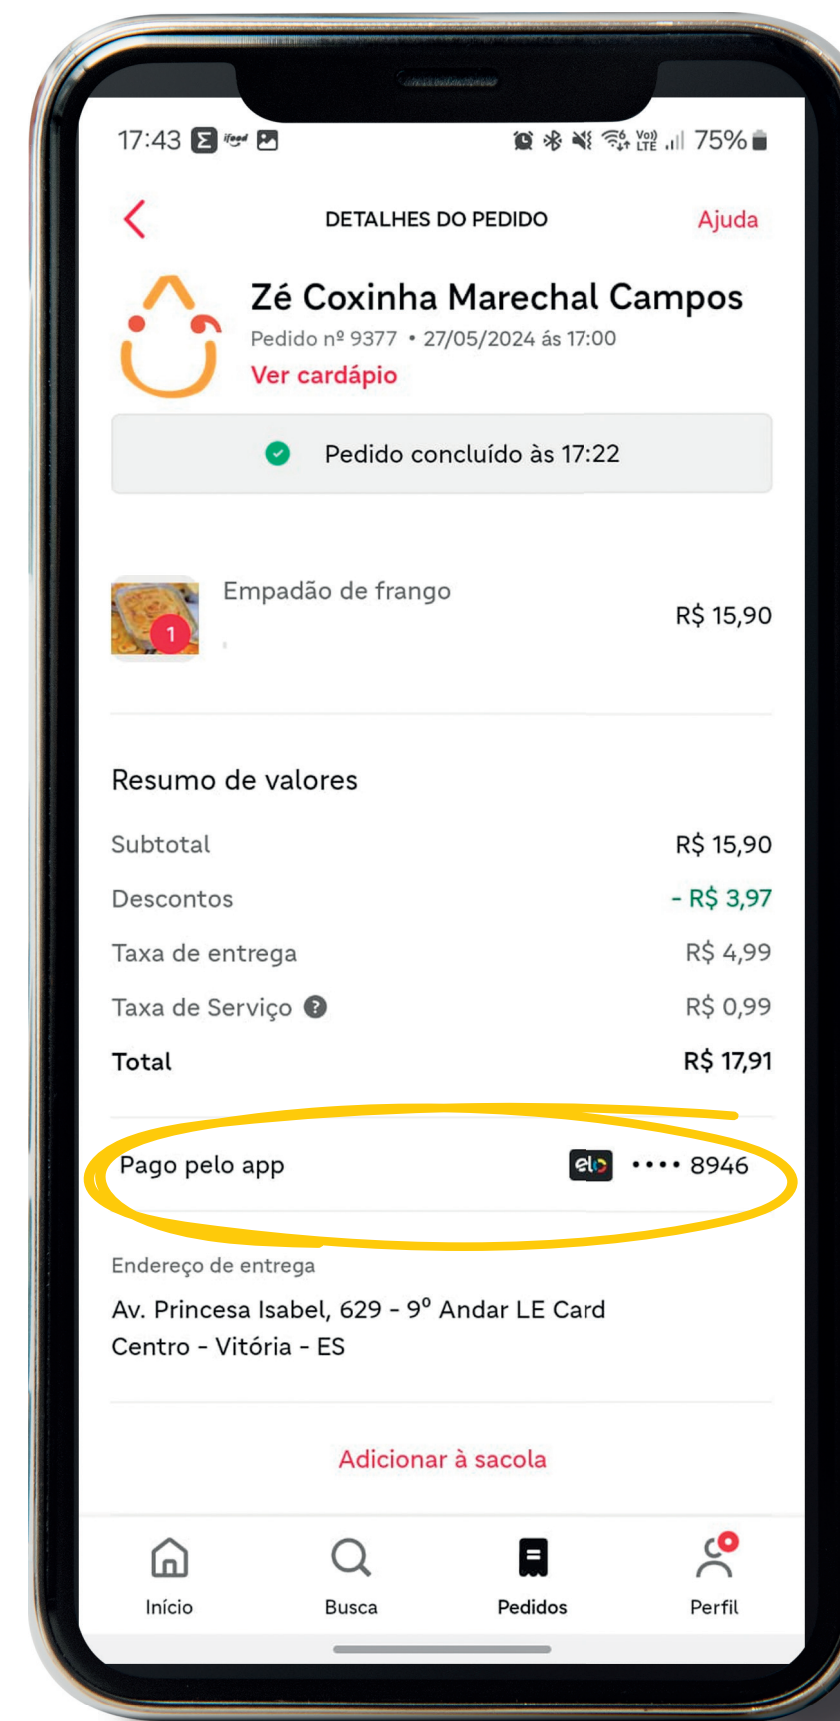 17:43 ifood Vo)) LTE 75%
DETALHES DO PEDIDO Ajuda
Zé Coxinha Marechal Campos
Pedido nº 9377 • 27/05/2024 ás 17:00
Ver cardápio
Pedido concluído às 17:22
Empadão de frango
1
R$ 15,90
Resumo de valores
Subtotal R$ 15,90
Descontos - R$ 3,97
Taxa de entrega R$ 4,99
Taxa de Serviço ? R$ 0,99
Total R$ 17,91
Pago pelo app elo •••• 8946
Endereço de entrega
Av. Princesa Isabel, 629 - 9º Andar LE Card
Centro - Vitória - ES
Adicionar à sacola
Início Busca Pedidos Perfil